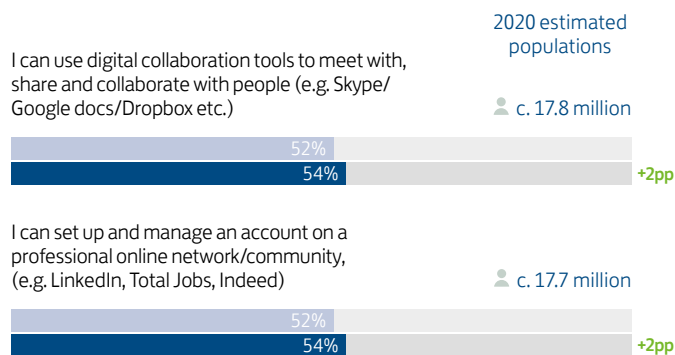 2020 estimated
populations
I can use digital collaboration tools to meet with,
share and collaborate with people (e.g. Skype/
Google docs/Dropbox etc.)
c. 17.8 million
52%
54%
+2pp
I can set up and manage an account on a
professional online network/community,
(e.g. LinkedIn, Total Jobs, Indeed)
c. 17.7 million
52%
54%
+2pp